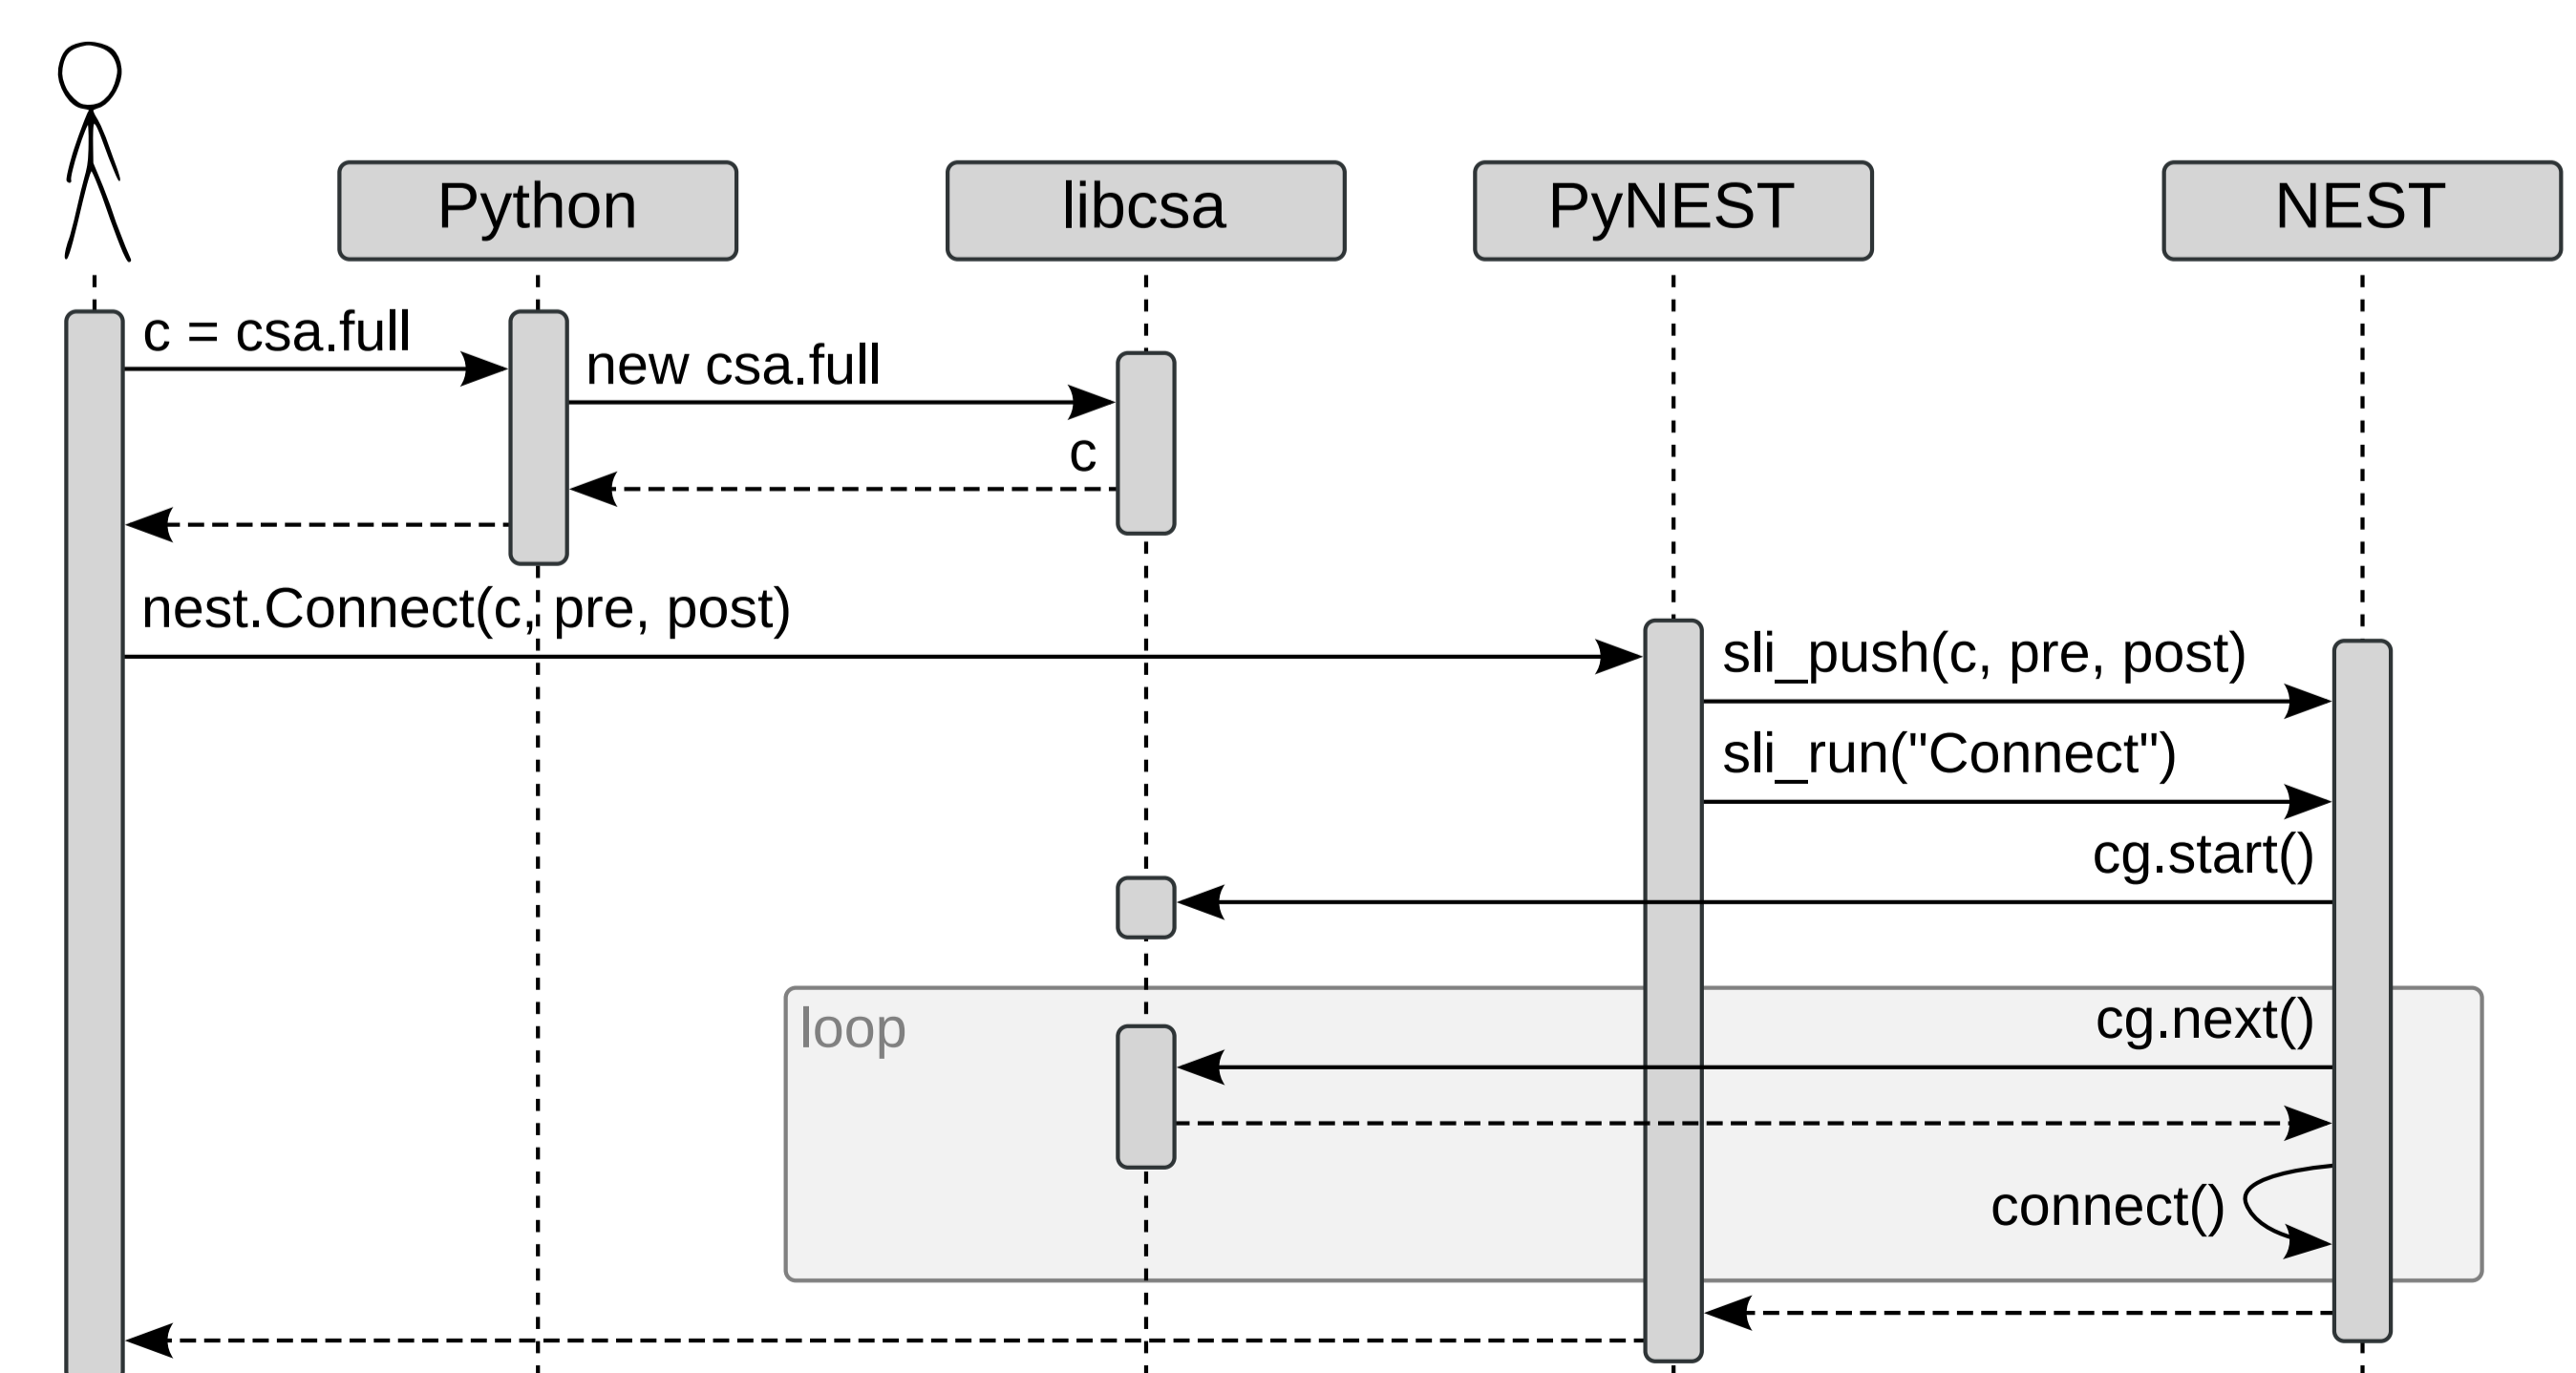 Python
libcsa
PyNEST
NEST
c = csa.full
new csa.full
c
nest.Connect(c, pre, post)
sli_push(c, pre, post)
sli_run("Connect")
cg.start()
loop
cg.next()
connect()